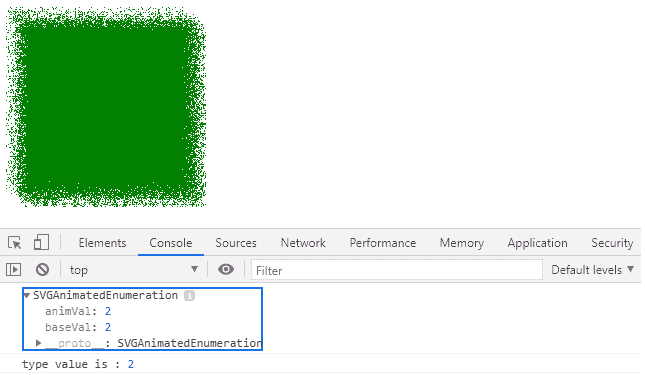 Elements Console Sources Network Performance Memory Application Security
top Filter Default levels
SVGAnimatedEnumeration i
animVal: 2
baseVal: 2
__proto__: SVGAnimatedEnumeration
type value is : 2